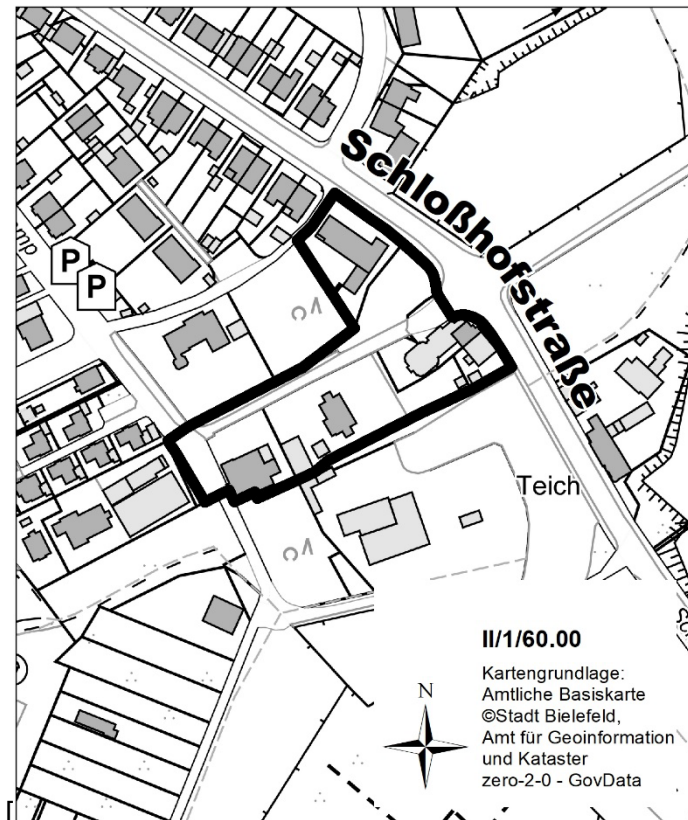 Schloßhofstraße
P
P
Teich
II/1/60.00
Kartengrundlage:
Amtliche Basiskarte
©Stadt Bielefeld,
Amt für Geoinformation
und Kataster
zero-2-0 - GovData
N